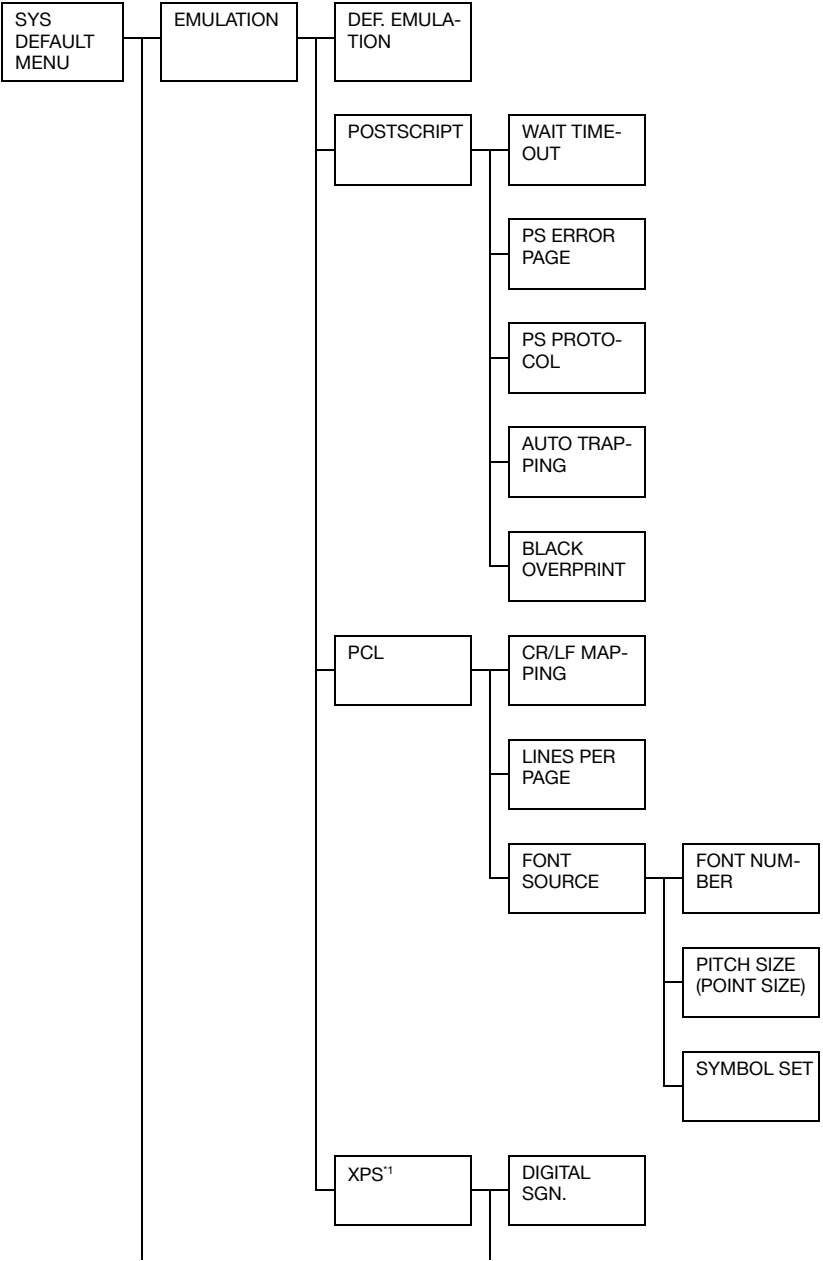 SYS
DEFAULT
MENU
EMULATION
DEF. EMULA-
TION
POSTSCRIPT
WAIT TIME-
OUT
PS ERROR
PAGE
PS PROTO-
COL
AUTO TRAP-
PING
BLACK
OVERPRINT
PCL
CR/LF MAP-
PING
LINES PER
PAGE
FONT
SOURCE
FONT NUM-
BER
PITCH SIZE
(POINT SIZE)
SYMBOL SET
XPS*1
DIGITAL
SGN.